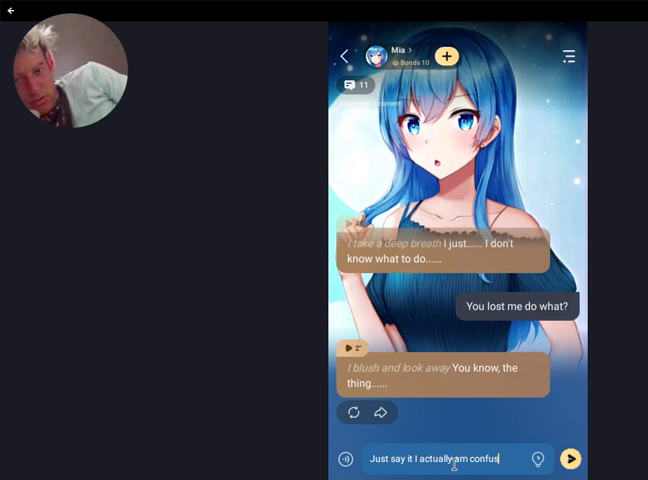 Mia >
Bonds 10
11
I take a deep breath I just...... I don't
know what to do......
You lost me do what?
2"
I blush and look away You know, the
thing......
Just say it I actually am confus